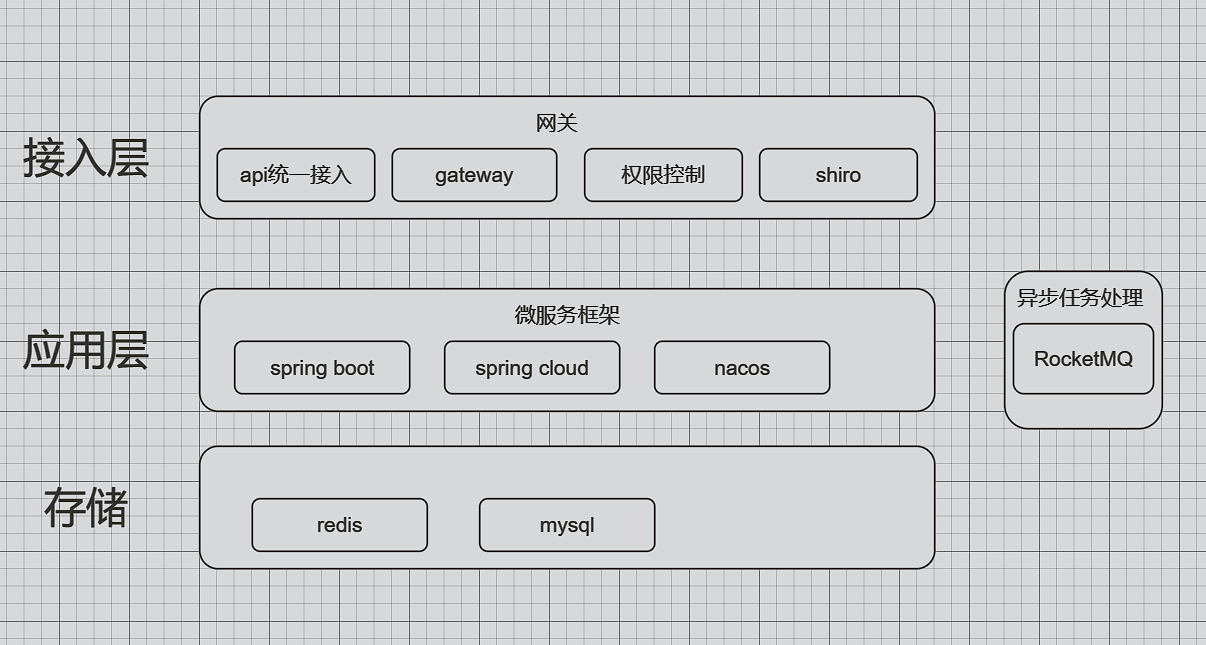 接入层
网关
api统一接入
gateway
权限控制
shiro
应用层
微服务框架
spring boot
spring cloud
nacos
异步任务处理
RocketMQ
存储
redis
mysql